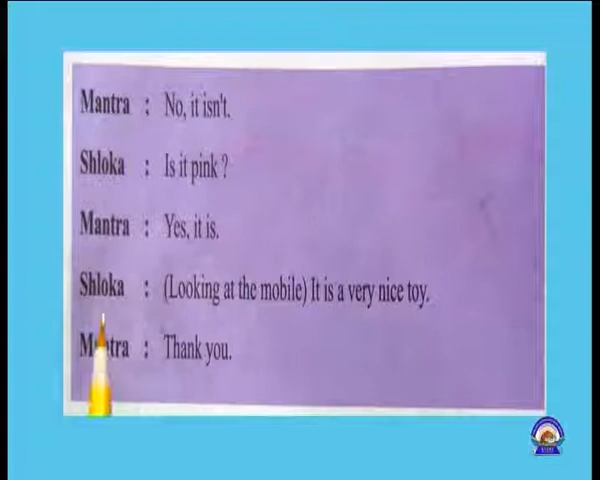 Mantra : No, it isn't.
Shloka : Is it pink ?
Mantra : Yes, it is.
Shloka : (Looking at the mobile) It is a very nice toy.
Mantra : Thank you.